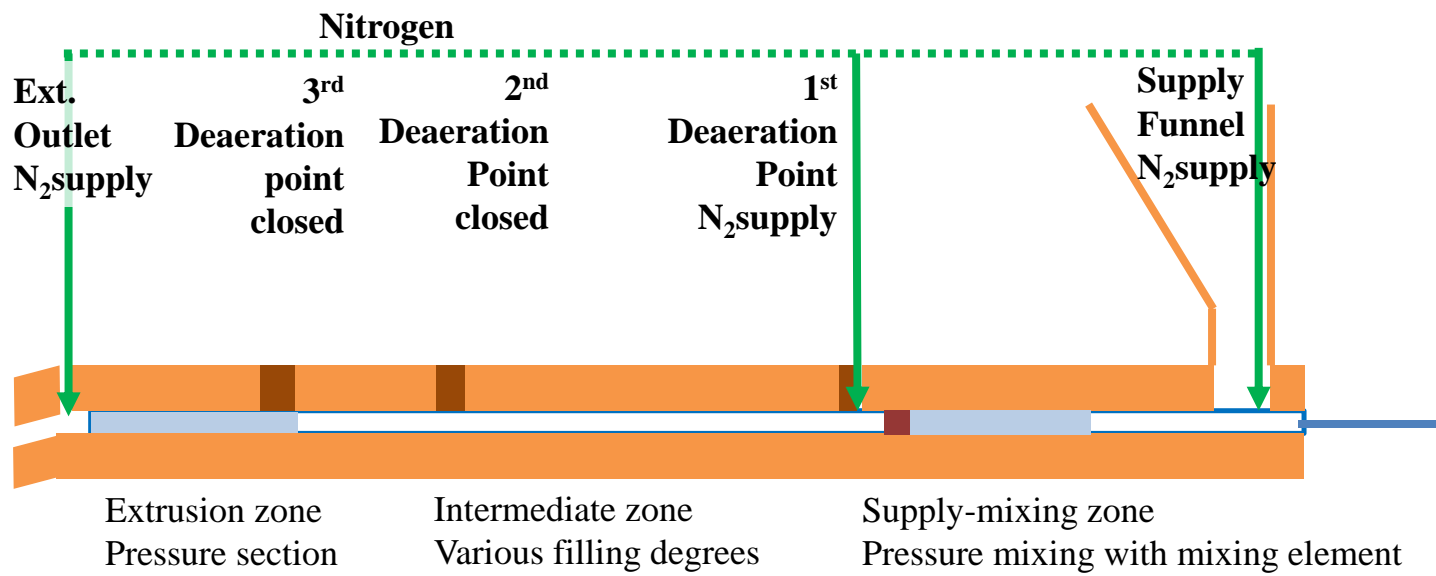 Nitrogen
Ext.
Outlet
N₂supply
3rd
Deaeration
point
closed
2nd
Deaeration
Point
closed
1st
Deaeration
Point
N₂supply
Supply
Funnel
N₂supply
Extrusion zone
Pressure section
Intermediate zone
Various filling degrees
Supply-mixing zone
Pressure mixing with mixing element